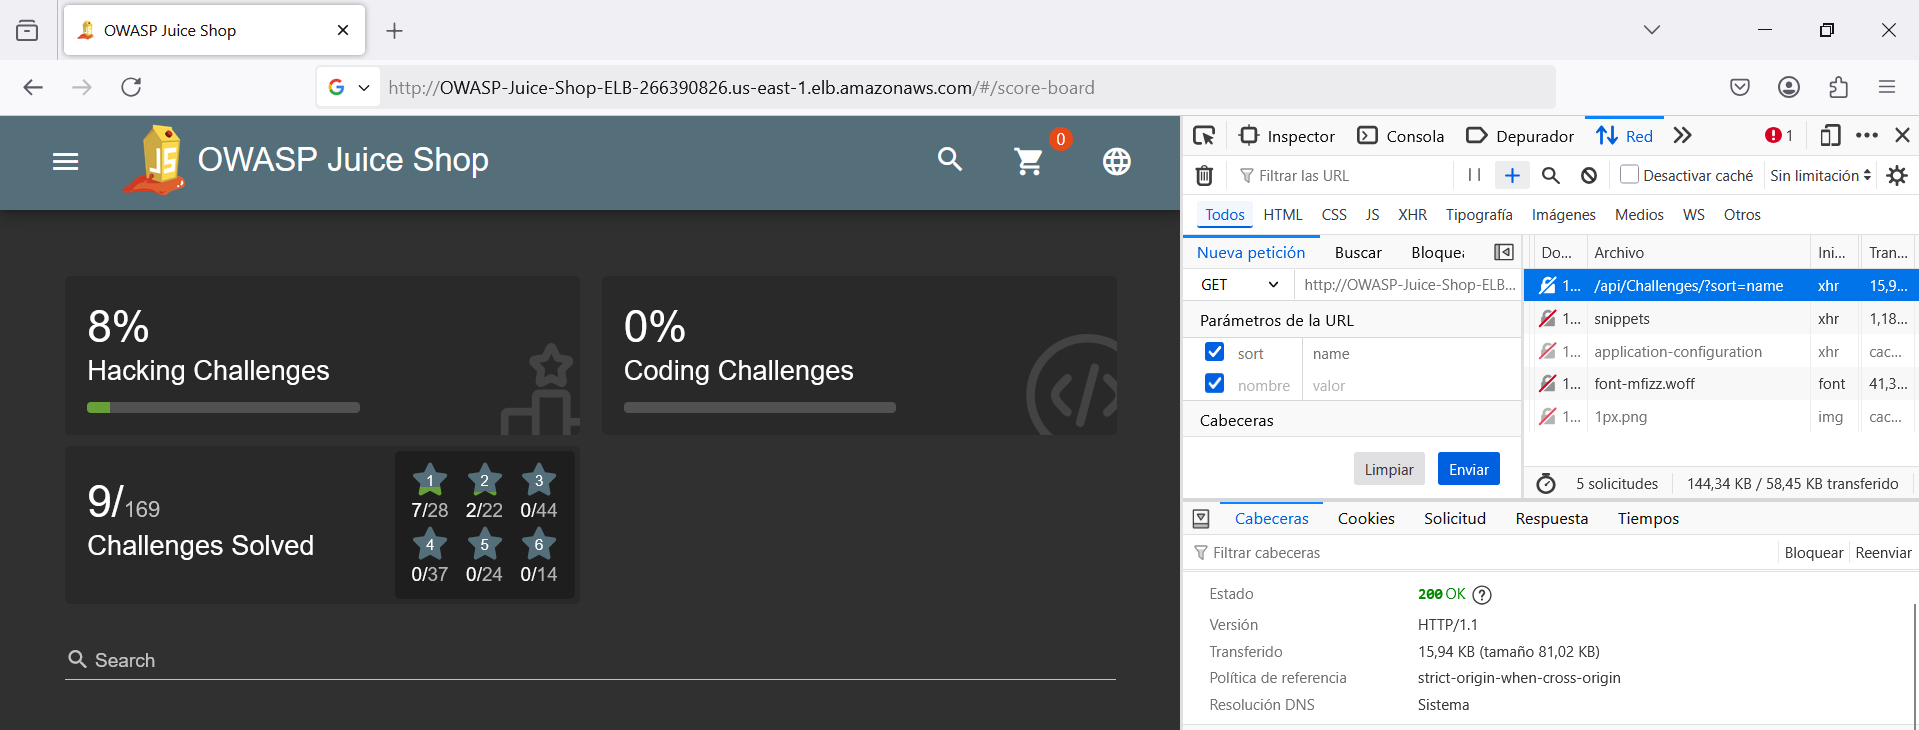 OWASP Juice Shop
http://OWASP-Juice-Shop-ELB-266390826.us-east-1.elb.amazonaws.com/#/score-board
OWASP Juice Shop
0
8%
Hacking Challenges
0%
Coding Challenges
9/169
Challenges Solved
1 2 3
7/28 2/22 0/44
4 5 6
0/37 0/24 0/14
Search
Inspector Consola Depurador Red 1
Filtrar las URL Desactivar caché Sin limitación
Todos HTML CSS JS XHR Tipografía Imágenes Medios WS Otros
Nueva petición Buscar Bloque
GET http://OWASP-Juice-Shop-ELB...
Parámetros de la URL
sort name
nombre valor
Cabeceras
Limpiar Enviar
Do... Archivo Ini... Tran...
1... /api/Challenges/?sort=name xhr 15,9...
1... snippets xhr 1,18...
1... application-configuration xhr cac...
1... font-mfizz.woff font 41,3...
1... 1px.png img cac...
5 solicitudes 144,34 KB / 58,45 KB transferido
Cabeceras Cookies Solicitud Respuesta Tiempos
Filtrar cabeceras Bloquear Reenviar
Estado 200 OK ?
Versión HTTP/1.1
Transferido 15,94 KB (tamaño 81,02 KB)
Política de referencia strict-origin-when-cross-origin
Resolución DNS Sistema